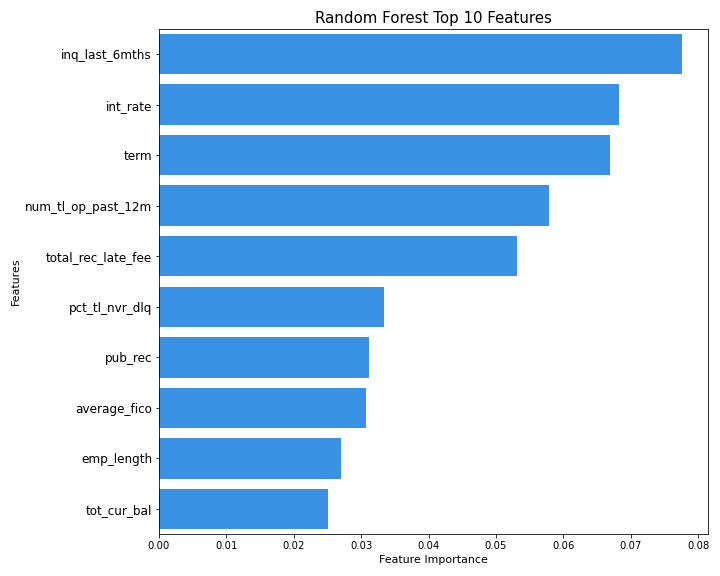 Random Forest Top 10 Features
inq_last_6mths
int_rate
term
num_tl_op_past_12m
total_rec_late_fee
pct_tl_nvr_dlq
pub_rec
average_fico
emp_length
tot_cur_bal
Features
0.00 0.01 0.02 0.03 0.04 0.05 0.06 0.07 0.08
Feature Importance